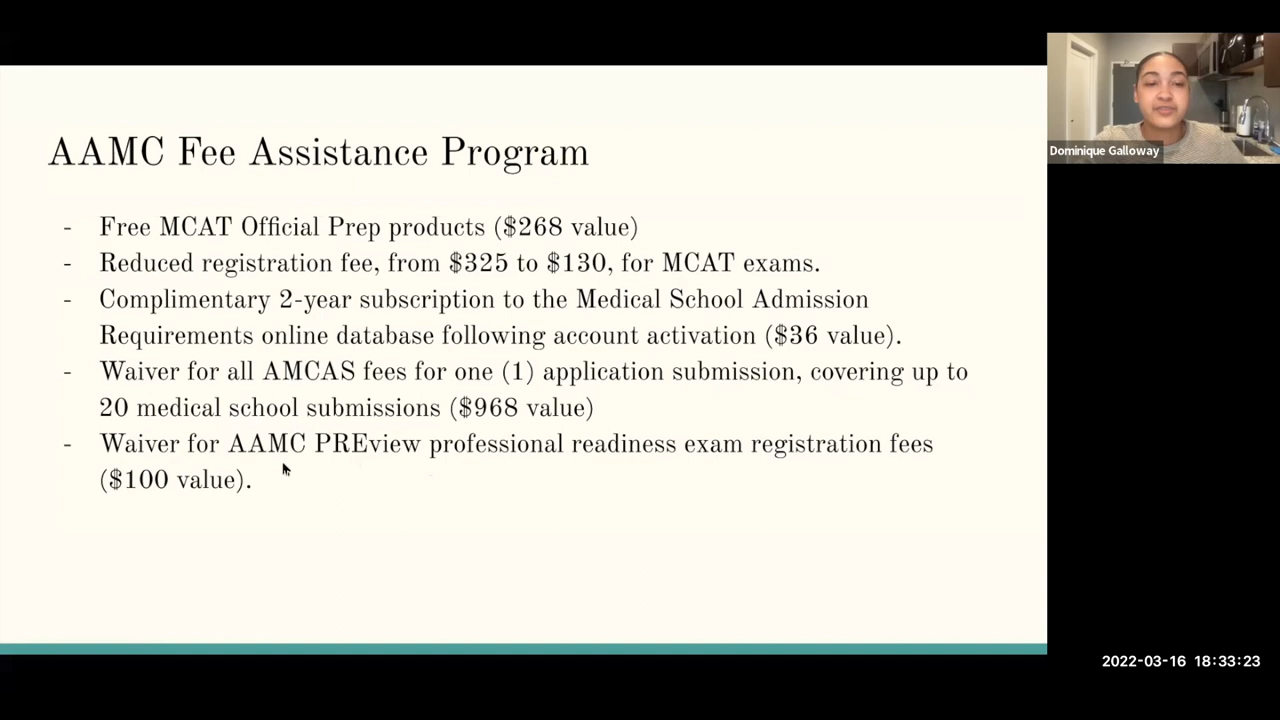 AAMC Fee Assistance Program
- Free MCAT Official Prep products ($268 value)
- Reduced registration fee, from $325 to $130, for MCAT exams.
- Complimentary 2-year subscription to the Medical School Admission
Requirements online database following account activation ($36 value).
- Waiver for all AMCAS fees for one (1) application submission, covering up to
20 medical school submissions ($968 value)
- Waiver for AAMC PREview professional readiness exam registration fees
($100 value).
Dominique Galloway
2022-03-16 18:33:23